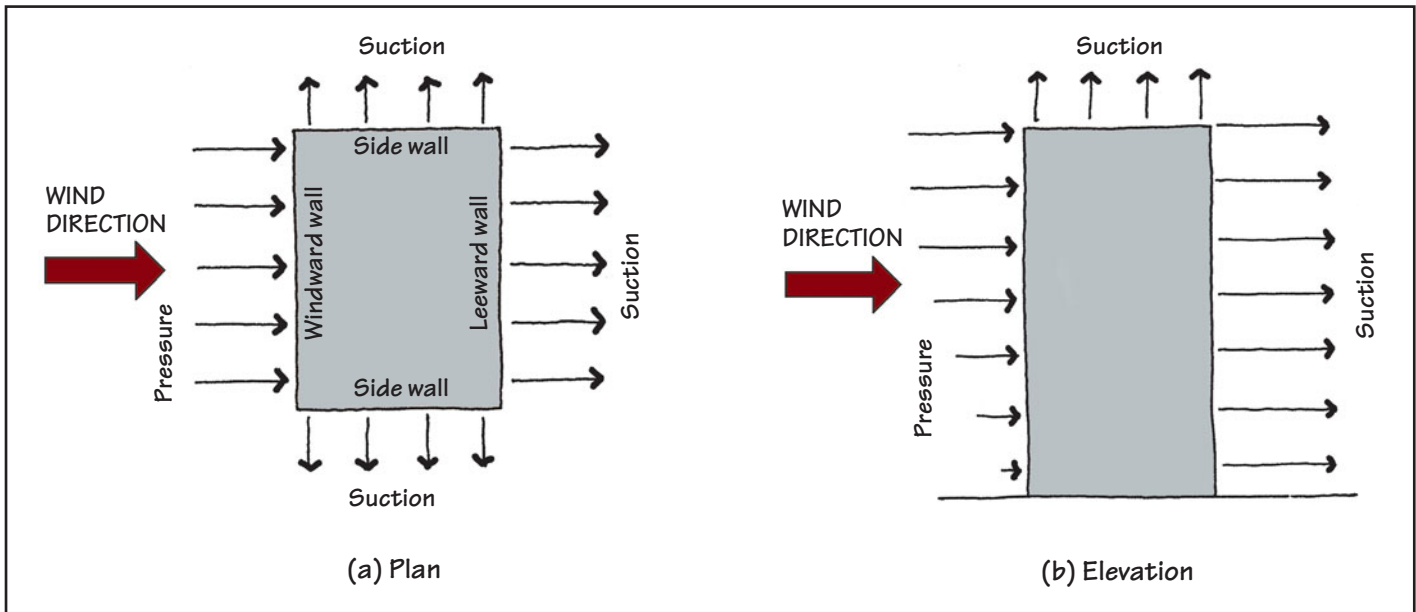 Suction
Side wall
WIND
DIRECTION
Windward wall
Leeward wall
Pressure
Suction
Side wall
Suction
(a) Plan
Suction
WIND
DIRECTION
Pressure
Suction
(b) Elevation